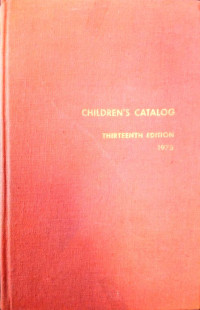 CHILDREN'S CATALOG
THIRTEENTH EDITION
1976